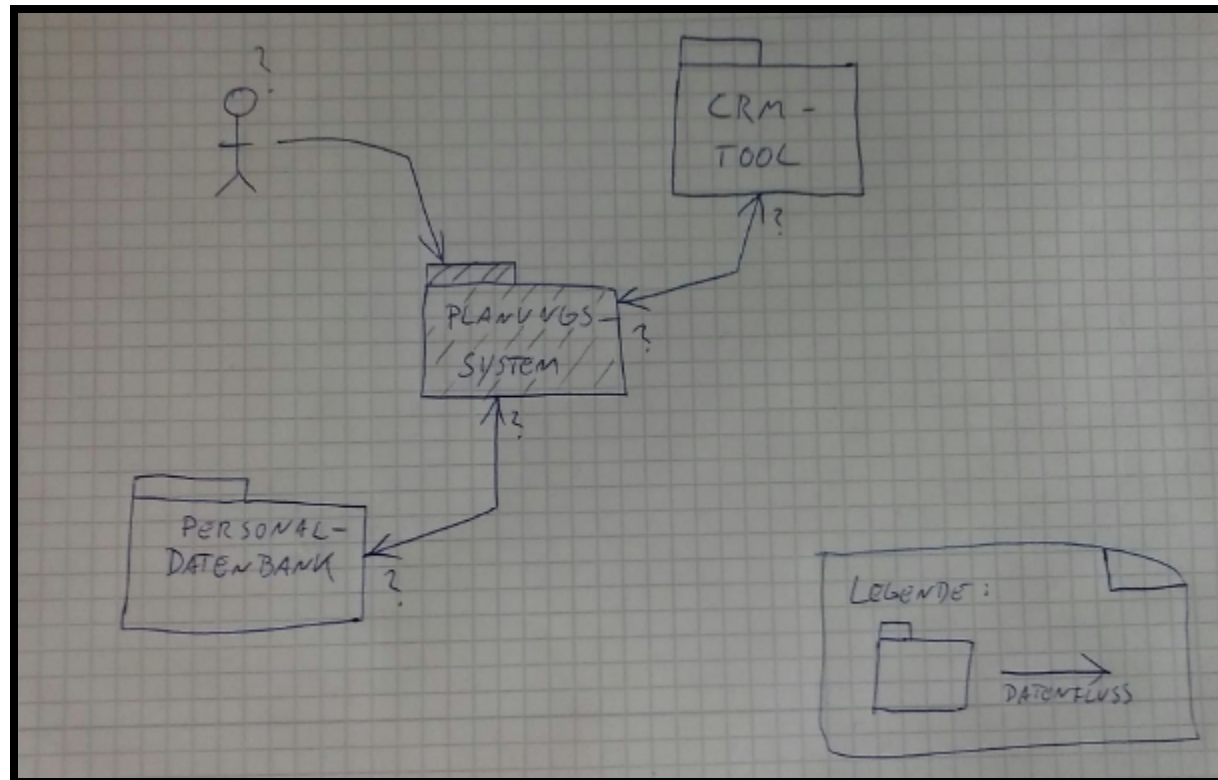 ?
CRM-
TOOL
?
PLANUNGS-
SYSTEM
?
?
PERSONAL-
DATENBANK
?
LEGENDE:
DATENFLUSS